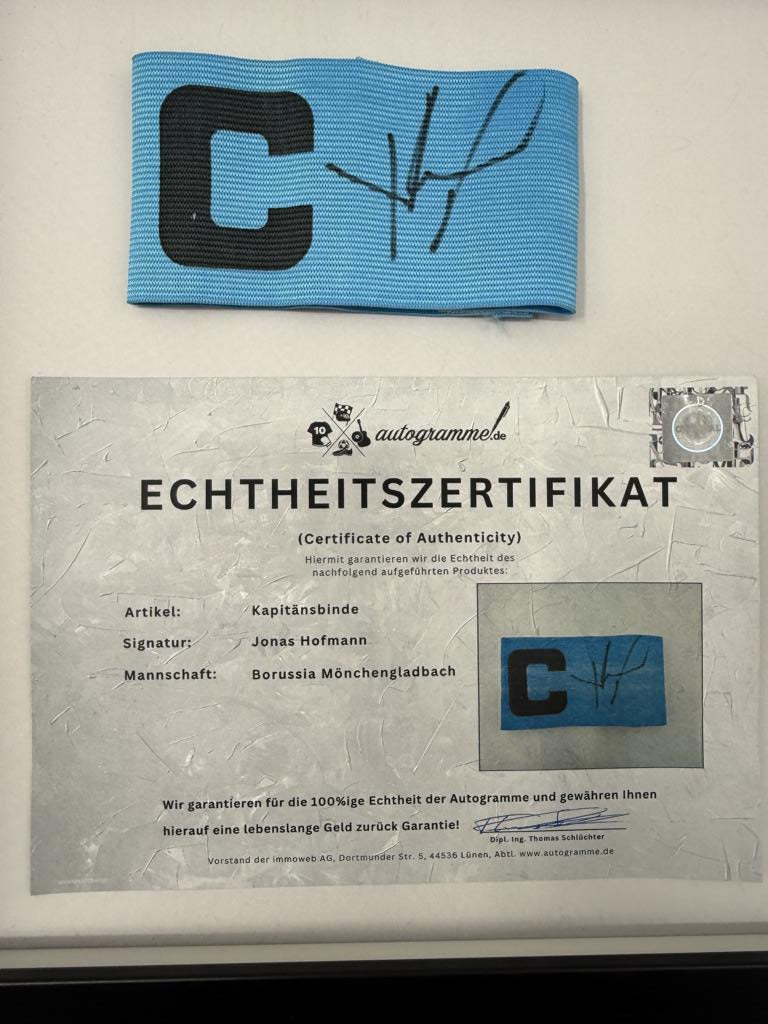 C
10
autogramme.de
ECHTHEITSZERTIFIKAT
(Certificate of Authenticity)
Hiermit garantieren wir die Echtheit des
nachfolgend aufgeführten Produktes:
Artikel: Kapitänsbinde
Signatur: Jonas Hofmann
Mannschaft: Borussia Mönchengladbach
C
Wir garantieren für die 100%ige Echtheit der Autogramme und gewähren Ihnen
hierauf eine lebenslange Geld zurück Garantie!
Dipl. Ing. Thomas Schlüchter
Vorstand der immoweb AG, Dortmunder Str. 5, 44536 Lünen, Abtl. www.autogramme.de